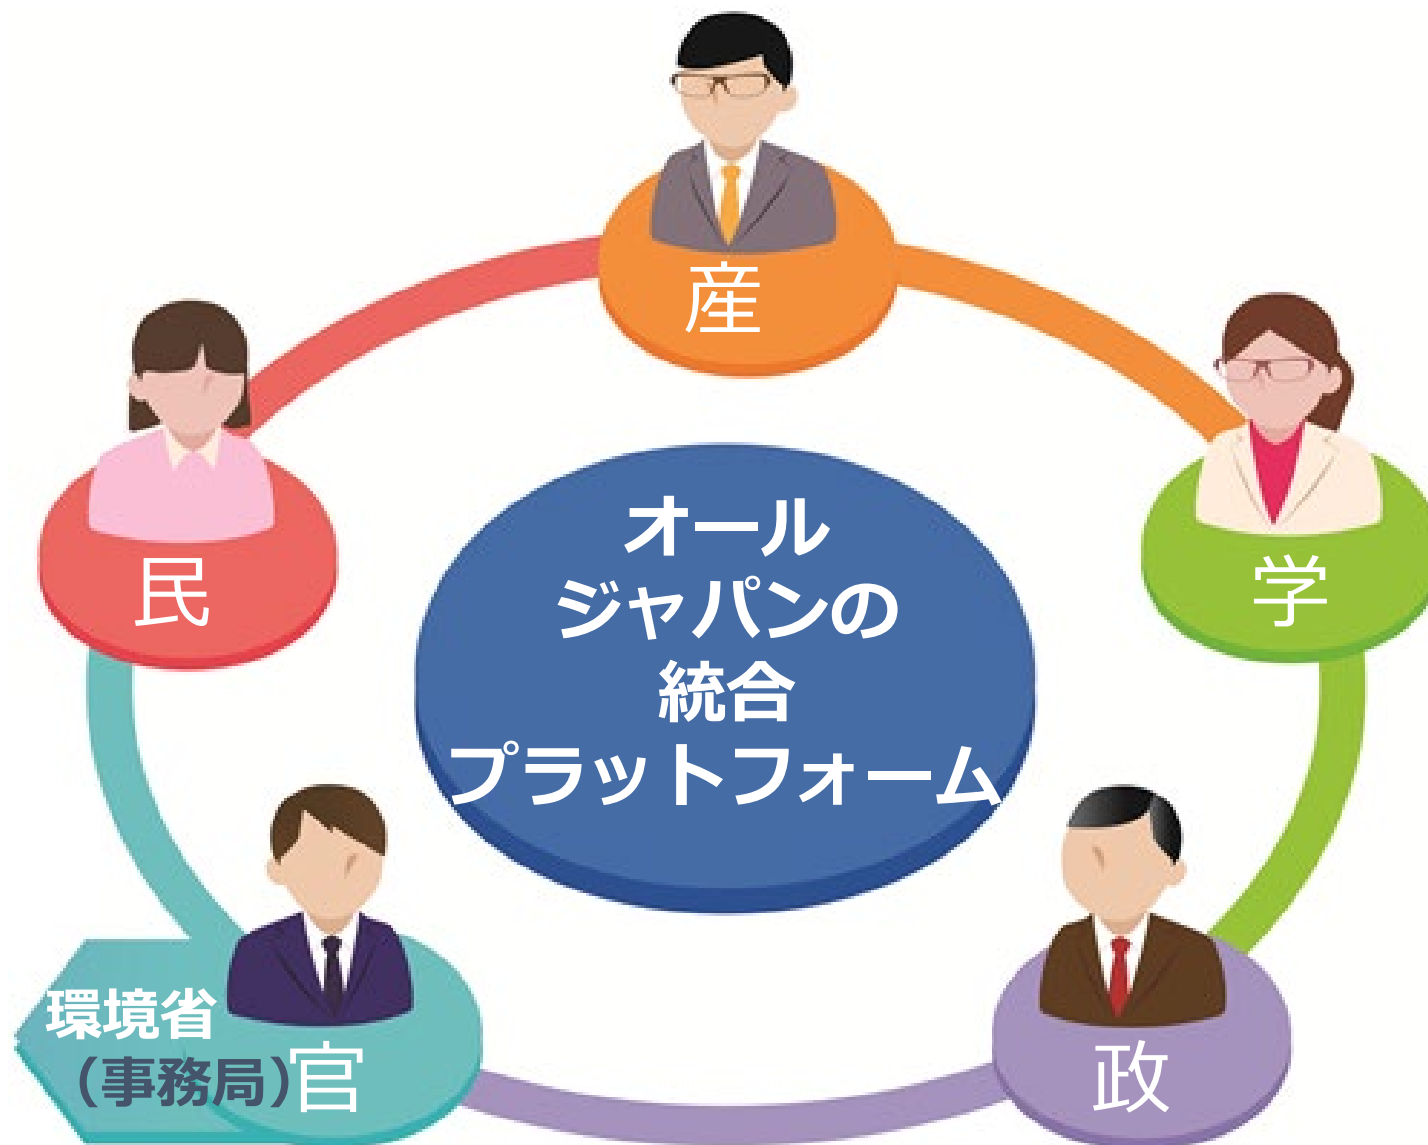 産
民
学
オール
ジャパンの
統合
プラットフォーム
環境省
（事務局）
官
政